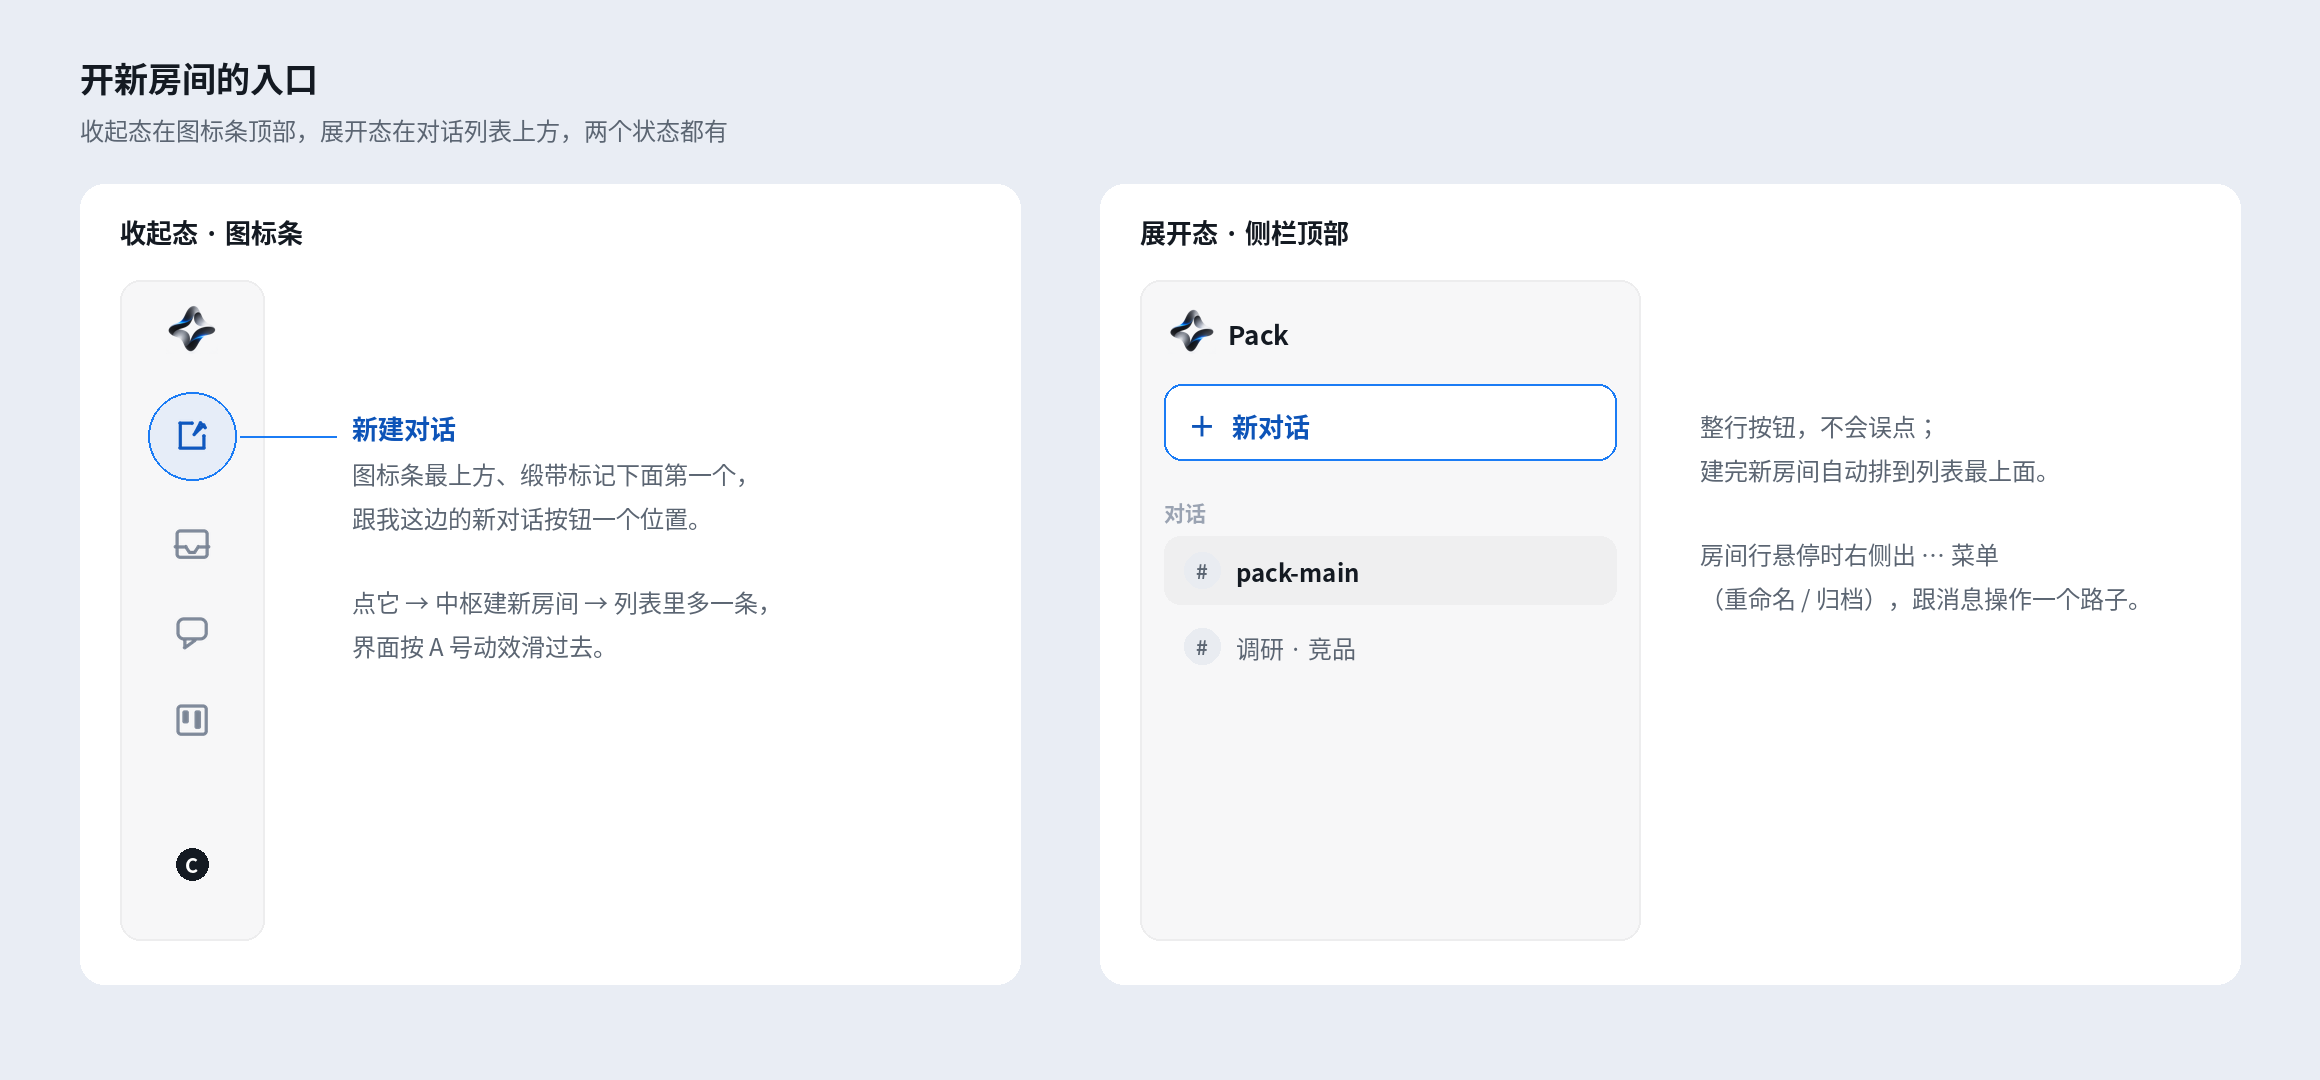 开新房间的入口
收起态在图标条顶部，展开态在对话列表上方，两个状态都有
收起态 · 图标条
新建对话
图标条最上方、缎带标记下面第一个，
跟我这边的新对话按钮一个位置。
点它 → 中枢建新房间 → 列表里多一条，
界面按 A 号动效滑过去。
C
展开态 · 侧栏顶部
Pack
+ 新对话
对话
# pack-main
# 调研 · 竞品
整行按钮，不会误点；
建完新房间自动排到列表最上面。
房间行悬停时右侧出 ⋯ 菜单
（重命名 / 归档），跟消息操作一个路子。